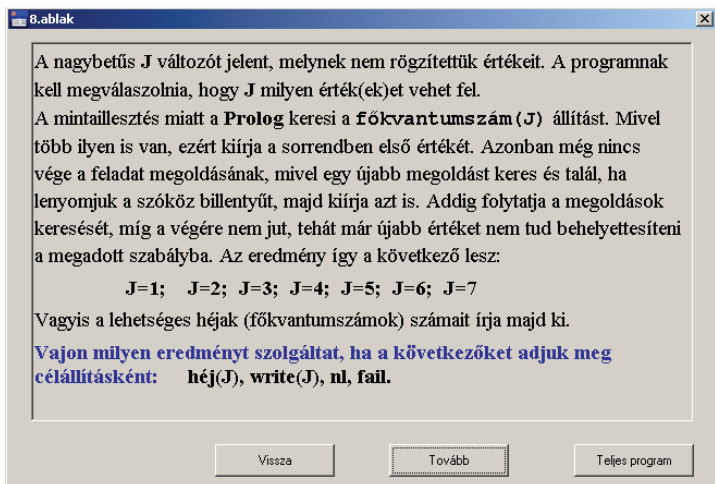 8.ablak
A nagybetűs J változót jelent, melynek nem rögzítettük értékeit. A programnak
kell megválaszolnia, hogy J milyen érték(ek)et vehet fel.
A mintaillesztés miatt a Prolog keresi a főkvantumszám(J) állítást. Mivel
több ilyen is van, ezért kiírja a sorrendben első értékét. Azonban még nincs
vége a feladat megoldásának, mivel egy újabb megoldást keres és talál, ha
lenyomjuk a szóköz billentyűt, majd kiírja azt is. Addig folytatja a megoldások
keresését, míg a végére nem jut, tehát már újabb értéket nem tud behelyettesíteni
a megadott szabályba. Az eredmény így a következő lesz:
J=1; J=2; J=3; J=4; J=5; J=6; J=7
Vagyis a lehetséges héjak (főkvantumszámok) számait írja majd ki.
Vajon milyen eredményt szolgáltat, ha a következőket adjuk meg
célállításként: héj(J), write(J), nl, fail.
Vissza Tovább Teljes program